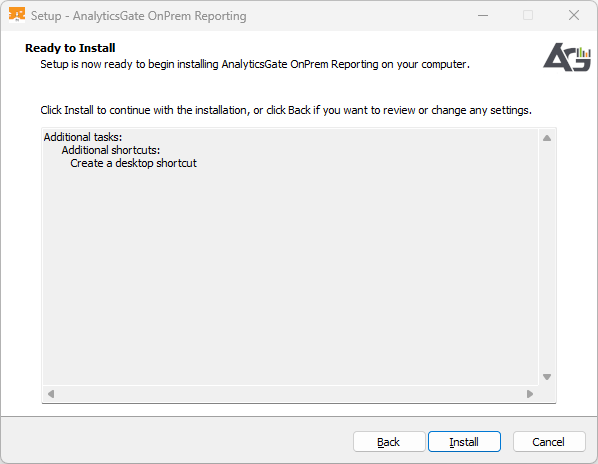 Setup - AnalyticsGate OnPrem Reporting
Ready to Install
Setup is now ready to begin installing AnalyticsGate OnPrem Reporting on your computer.
AG
Click Install to continue with the installation, or click Back if you want to review or change any settings.
Additional tasks:
Additional shortcuts:
Create a desktop shortcut
Back
Install
Cancel